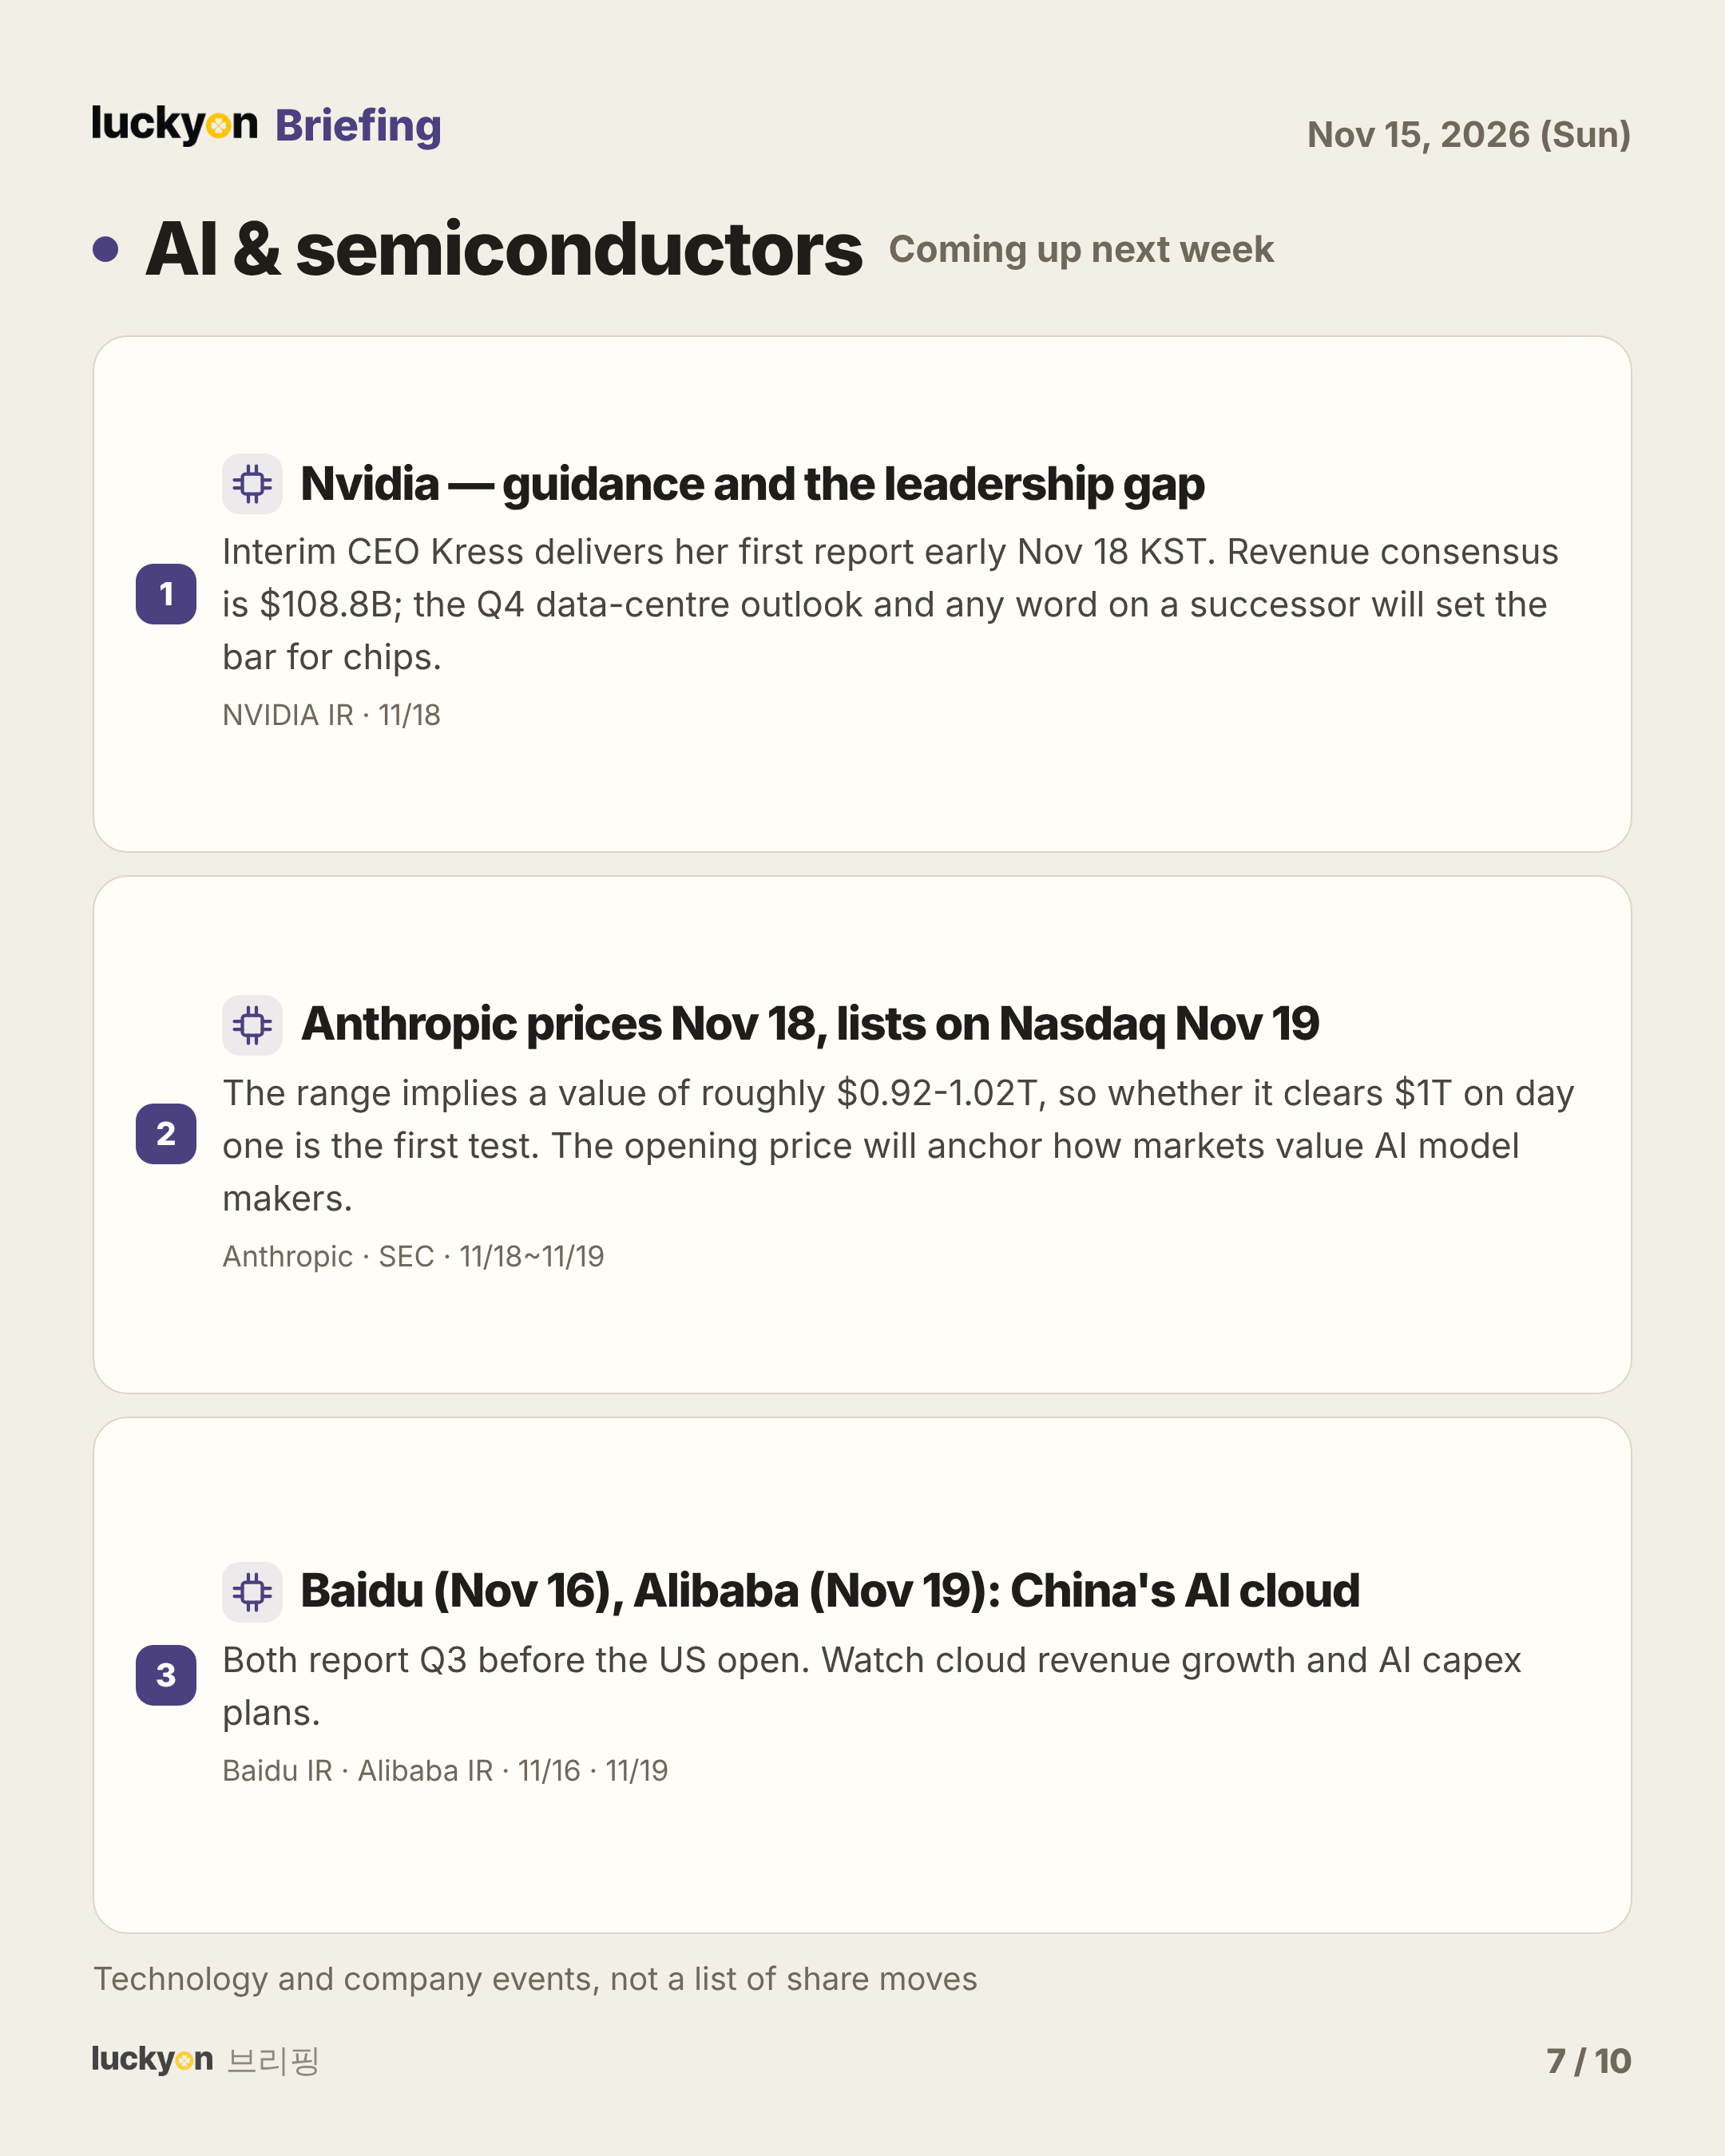 luckyon Briefing
Nov 15, 2026 (Sun)
AI & semiconductors Coming up next week
Nvidia — guidance and the leadership gap
1
Interim CEO Kress delivers her first report early Nov 18 KST. Revenue consensus
is $108.8B; the Q4 data-centre outlook and any word on a successor will set the
bar for chips.
NVIDIA IR · 11/18
Anthropic prices Nov 18, lists on Nasdaq Nov 19
2
The range implies a value of roughly $0.92-1.02T, so whether it clears $1T on day
one is the first test. The opening price will anchor how markets value AI model
makers.
Anthropic · SEC · 11/18~11/19
Baidu (Nov 16), Alibaba (Nov 19): China's AI cloud
3
Both report Q3 before the US open. Watch cloud revenue growth and AI capex
plans.
Baidu IR · Alibaba IR · 11/16 · 11/19
Technology and company events, not a list of share moves
luckyon 브리핑
7 / 10